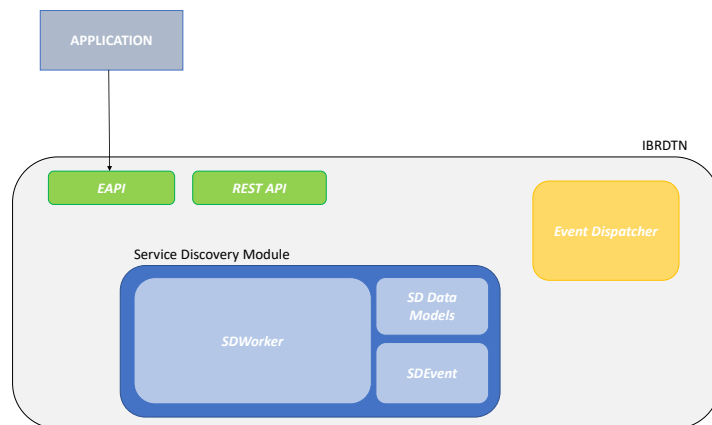 APPLICATION
IBRDTN
EAPI
REST API
Event Dispatcher
Service Discovery Module
SD Data
Models
SDWorker
SDEvent